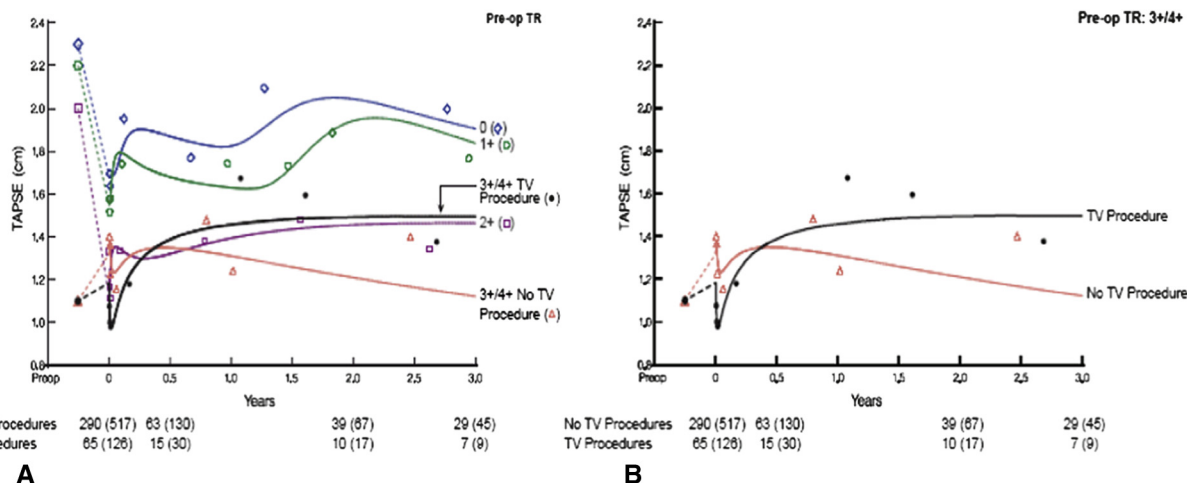 Pre-op TR
2,4
2,2
2,0
1,8
1,6
1,4
1,2
1,0
0,8
TAPSE (cm)
0 (◊)
1+ (o)
3+/4+ TV
Procedure (•)
2+ (□)
3+/4+ No TV
Procedure (△)
Preop 0 0,5 1,0 1,5 2,0 2,5 3,0
Years
rocedures 290 (517) 63 (130) 39 (67) 29 (45)
edures 65 (126) 15 (30) 10 (17) 7 (9)
A
Pre-op TR: 3+/4+
2,4
2,2
2,0
1,8
1,6
1,4
1,2
1,0
0,8
TAPSE (cm)
TV Procedure
No TV Procedure
Preop 0 0,5 1,0 1,5 2,0 2,5 3,0
Years
No TV Procedures 290 (517) 63 (130) 39 (67) 29 (45)
TV Procedures 65 (126) 15 (30) 10 (17) 7 (9)
B